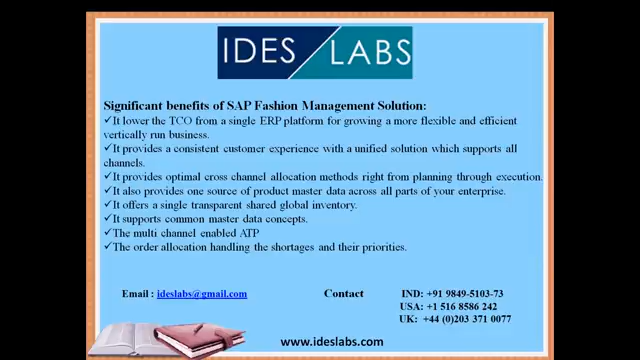 IDES LABS
Significant benefits of SAP Fashion Management Solution:
✓It lower the TCO from a single ERP platform for growing a more flexible and efficient
vertically run business.
✓It provides a consistent customer experience with a unified solution which supports all
channels.
✓It provides optimal cross channel allocation methods right from planning through execution.
✓It also provides one source of product master data across all parts of your enterprise.
✓It offers a single transparent shared global inventory.
✓It supports common master data concepts.
✓The multi channel enabled ATP
✓The order allocation handling the shortages and their priorities.
Email : ideslabs@gmail.com Contact IND: +91 9849-5103-73
USA: +1 516 8586 242
UK: +44 (0)203 371 0077
www.ideslabs.com